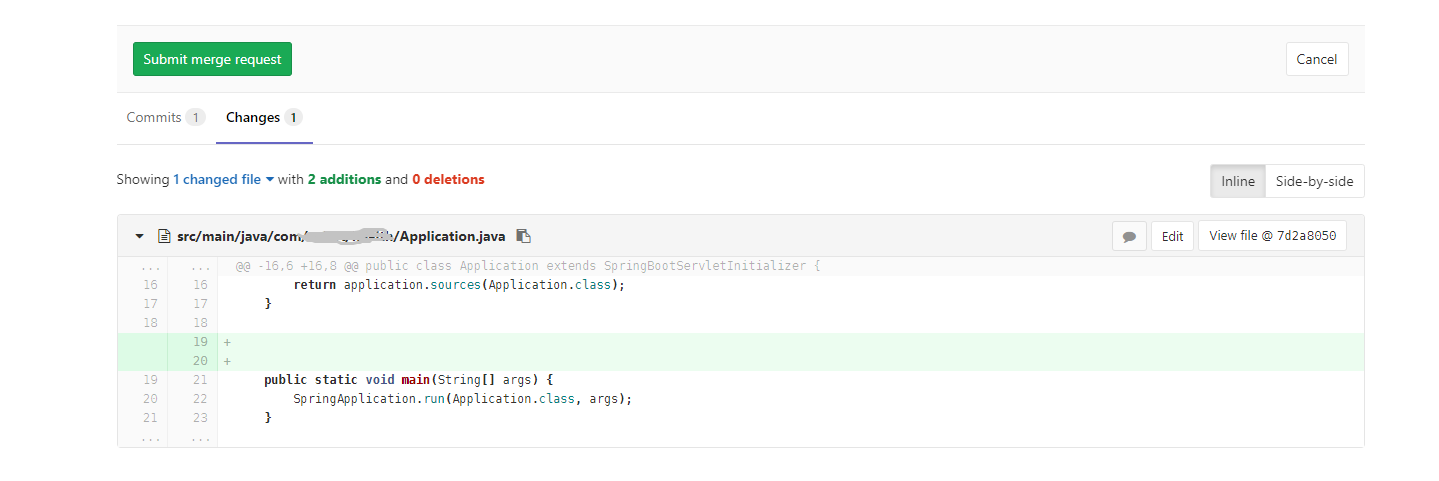 Submit merge request
Cancel
Commits 1 Changes 1
Showing 1 changed file with 2 additions and 0 deletions
Inline Side-by-side
src/main/java/com/ /Application.java
Edit View file @ 7d2a8050
... ... @@ -16,6 +16,8 @@ public class Application extends SpringBootServletInitializer {
16 16 return application.sources(Application.class);
17 17 }
18 18
19 +
20 +
19 21 public static void main(String[] args) {
20 22 SpringApplication.run(Application.class, args);
21 23 }
... ...